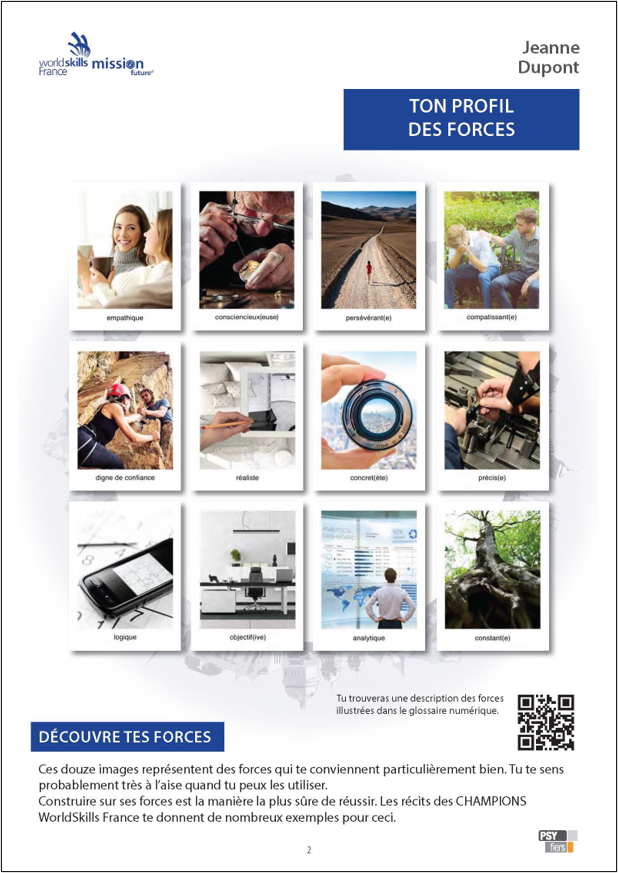 worldskills mission
France future®
Jeanne
Dupont
TON PROFIL
DES FORCES
empathique
consciencieux(euse)
persévérant(e)
compatissant(e)
digne de confiance
réaliste
concret(ète)
précis(e)
ANALYTICAL
DASHBOARD
logique
objectif(ive)
analytique
constant(e)
Tu trouveras une description des forces
illustrées dans le glossaire numérique.
DÉCOUVRE TES FORCES
Ces douze images représentent des forces qui te conviennent particulièrement bien. Tu te sens
probablement très à l’aise quand tu peux les utiliser.
Construire sur ses forces est la manière la plus sûre de réussir. Les récits des CHAMPIONS
WorldSkills France te donnent de nombreux exemples pour ceci.
PSY
fiers
2